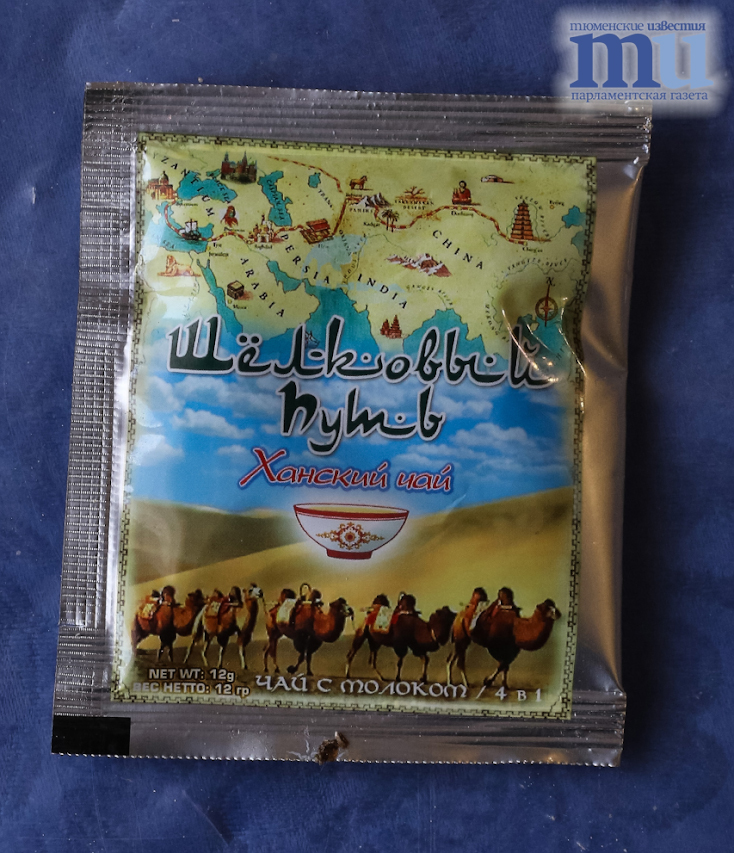 тюменские известия
ти
парламентская газета
CHINA
PERSIA
INDIA
ARABIA
Шёлковый
Путь
Ханский чай
NET WT: 12g
ВЕС НЕТТО: 12 гр
ЧАЙ С МОЛОКОМ / 4 в 1